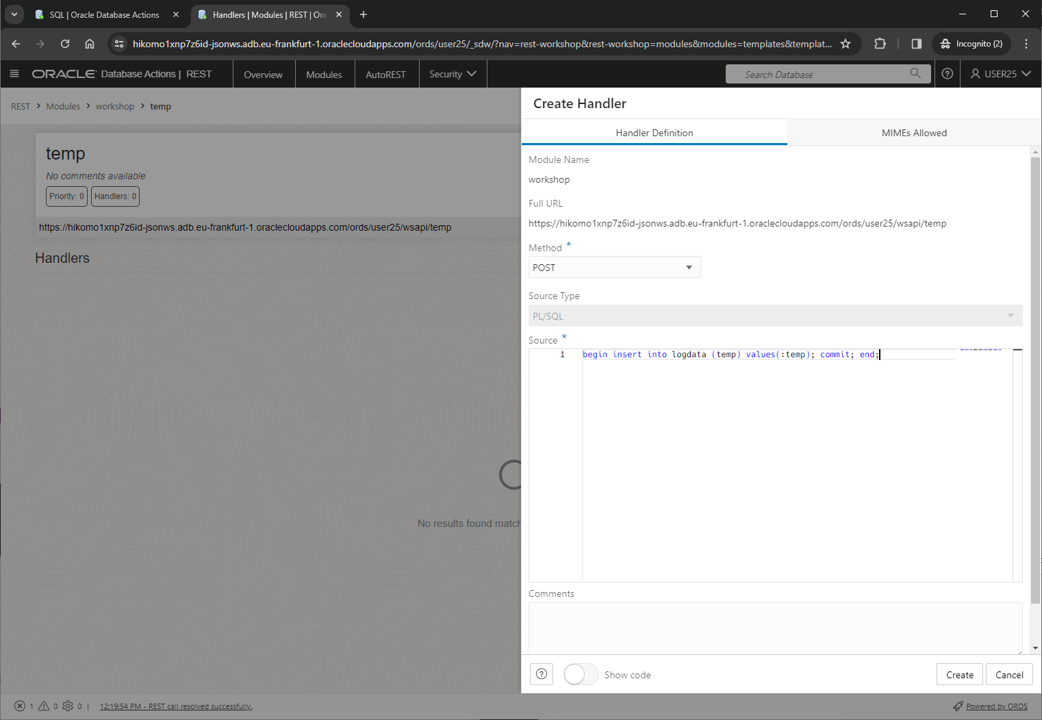 SQL | Oracle Database Actions
Handlers | Modules | REST | Ora
hikomo1xnp7z6id-jsonws.adb.eu-frankfurt-1.oraclecloudapps.com/ords/user25/_sdw/?nav=rest-workshop&rest-workshop=modules&modules=templates&templat...
Incognito (2)
ORACLE Database Actions | REST
Overview
Modules
AutoREST
Security
Search Database
USER25
REST > Modules > workshop > temp
temp
No comments available
Priority: 0
Handlers: 0
https://hikomo1xnp7z6id-jsonws.adb.eu-frankfurt-1.oraclecloudapps.com/ords/user25/wsapi/temp
Handlers
No results found match
Create Handler
Handler Definition
MIMEs Allowed
Module Name
workshop
Full URL
https://hikomo1xnp7z6id-jsonws.adb.eu-frankfurt-1.oraclecloudapps.com/ords/user25/wsapi/temp
Method *
POST
Source Type
PL/SQL
Source *
1 begin insert into logdata (temp) values(:temp); commit; end;
Comments
Show code
Create
Cancel
1 0 0 | 12:19:54 PM - REST call resolved successfully.
Powered by ORDS